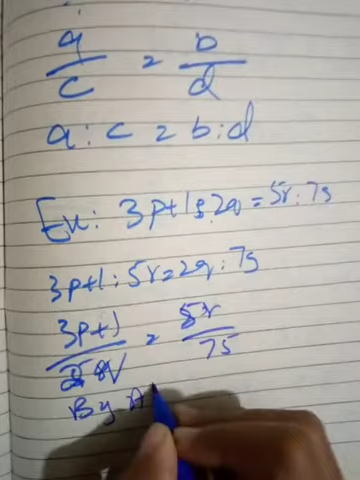 a/c = b/d
a : c = b : d
Ex: 3p+1 : 2q = 5r : 7s
3p+1 : 5r = 2q : 7s
3p+1/2q = 5r/7s
By A